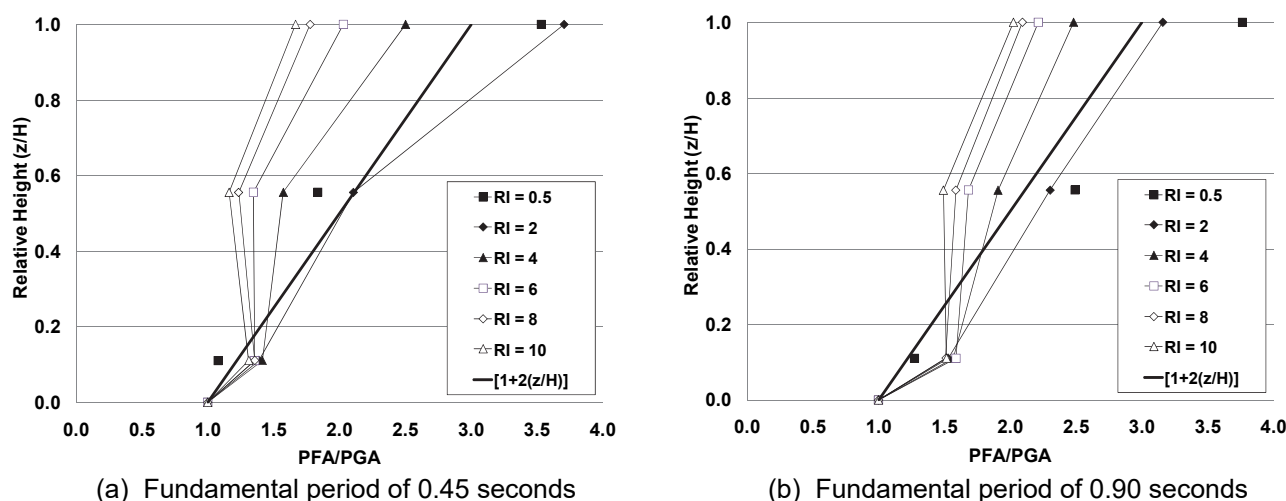 1.0
0.8
0.6
0.4
0.2
0.0
Relative Height (z/H)
0.0 1.0 1.5 2.0 2.5 3.0 3.5 4.0
PFA/PGA
RI = 0.5
RI = 2
RI = 4
RI = 6
RI = 8
RI = 10
[1+2(z/H)]
(a) Fundamental period of 0.45 seconds
1.0
0.8
0.6
0.4
0.2
0.0
Relative Height (z/H)
0.0 1.0 1.5 2.0 2.5 3.0 3.5 4.0
PFA/PGA
RI = 0.5
RI = 2
RI = 4
RI = 6
RI = 8
RI = 10
[1+2(z/H)]
(b) Fundamental period of 0.90 seconds